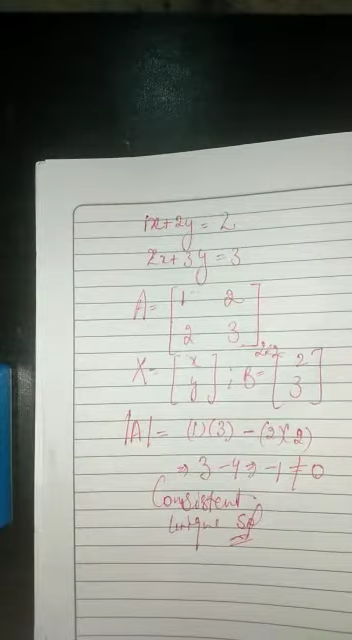 1x+2y=2
2x+3y=3
A= [1 2
2 3] 2x2
X= [x
y] ; B= [2
3]
|A| = (1)(3) - (2)(2)
⇒ 3-4 ⇒ -1 ≠ 0
Consistent.
Unique Sol